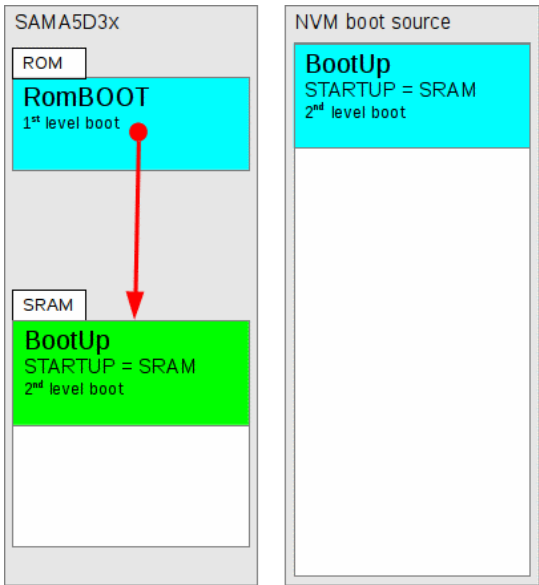 SAMA5D3x
ROM
RomBOOT
1st level boot
SRAM
BootUp
STARTUP = SRAM
2nd level boot
NVM boot source
BootUp
STARTUP = SRAM
2nd level boot